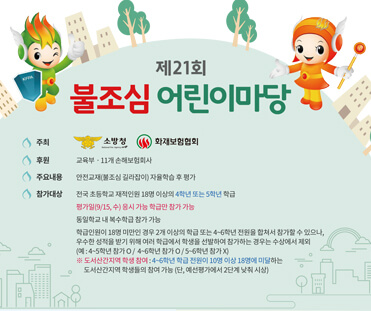 제21회
불조심 어린이마당
주최 소방청 화재보험협회
후원 교육부 · 11개 손해보험회사
주요내용 안전교재(불조심 길라잡이) 자율학습 후 평가
참가대상 전국 초등학교 재적인원 18명 이상의 4학년 또는 5학년 학급
평가일(9/15, 수) 응시 가능 학급만 참가 가능
동일학교 내 복수학급 참가 가능
학급인원이 18명 미만인 경우 2개 이상의 학급 또는 4~6학년 전원을 합쳐서 참가할 수 있으나,
우수한 성적을 받기 위해 여러 학급에서 학생을 선발하여 참가하는 경우는 수상에서 제외
(예 : 4~5학년 참가 O / 4~6학년 참가 O / 5~6학년 참가 X)
※ 도서산간지역 학생 참여 : 4~6학년 학급 전원이 10명 이상 18명에 미달하는
도서산간지역 학생들의 참여 가능 (단, 예선평가에서 2단계 낮춰 시상)